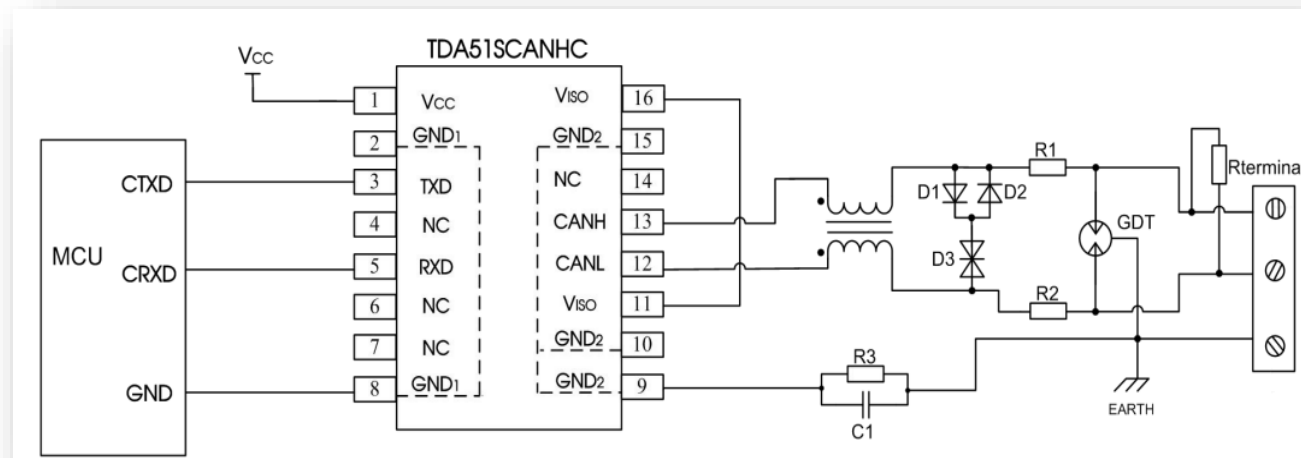 TDA51SCANHC
Vcc
MCU
CTXD
CRXD
GND
1 Vcc
2 GND1
3 TXD
4 NC
5 RXD
6 NC
7 NC
8 GND1
VISO 16
GND2 15
NC 14
CANH 13
CANL 12
VISO 11
GND2 10
GND2 9
D1
D2
D3
R1
R2
GDT
Rtermina
R3
C1
EARTH